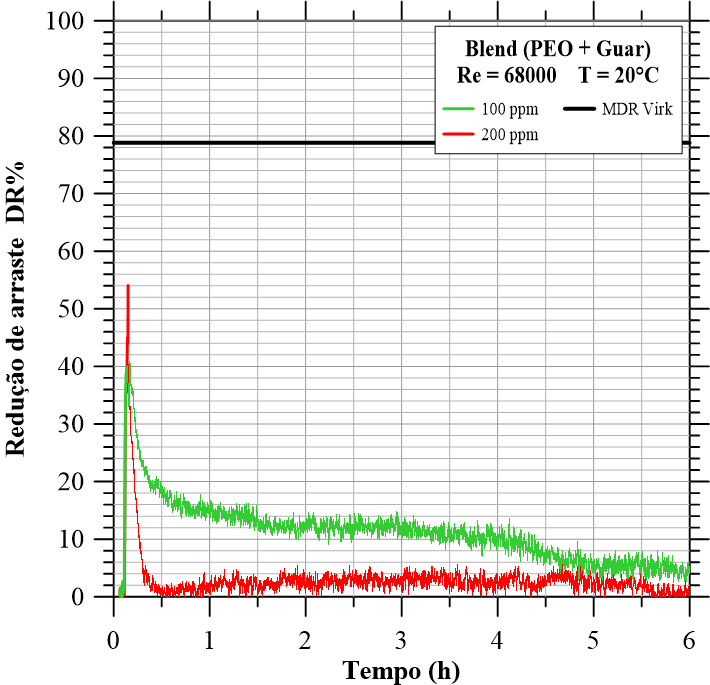 Blend (PEO + Guar)
Re = 68000 T = 20°C
100 ppm MDR Virk
200 ppm
Redução de arraste DR%
100
90
80
70
60
50
40
30
20
10
0
0 1 2 3 4 5 6
Tempo (h)